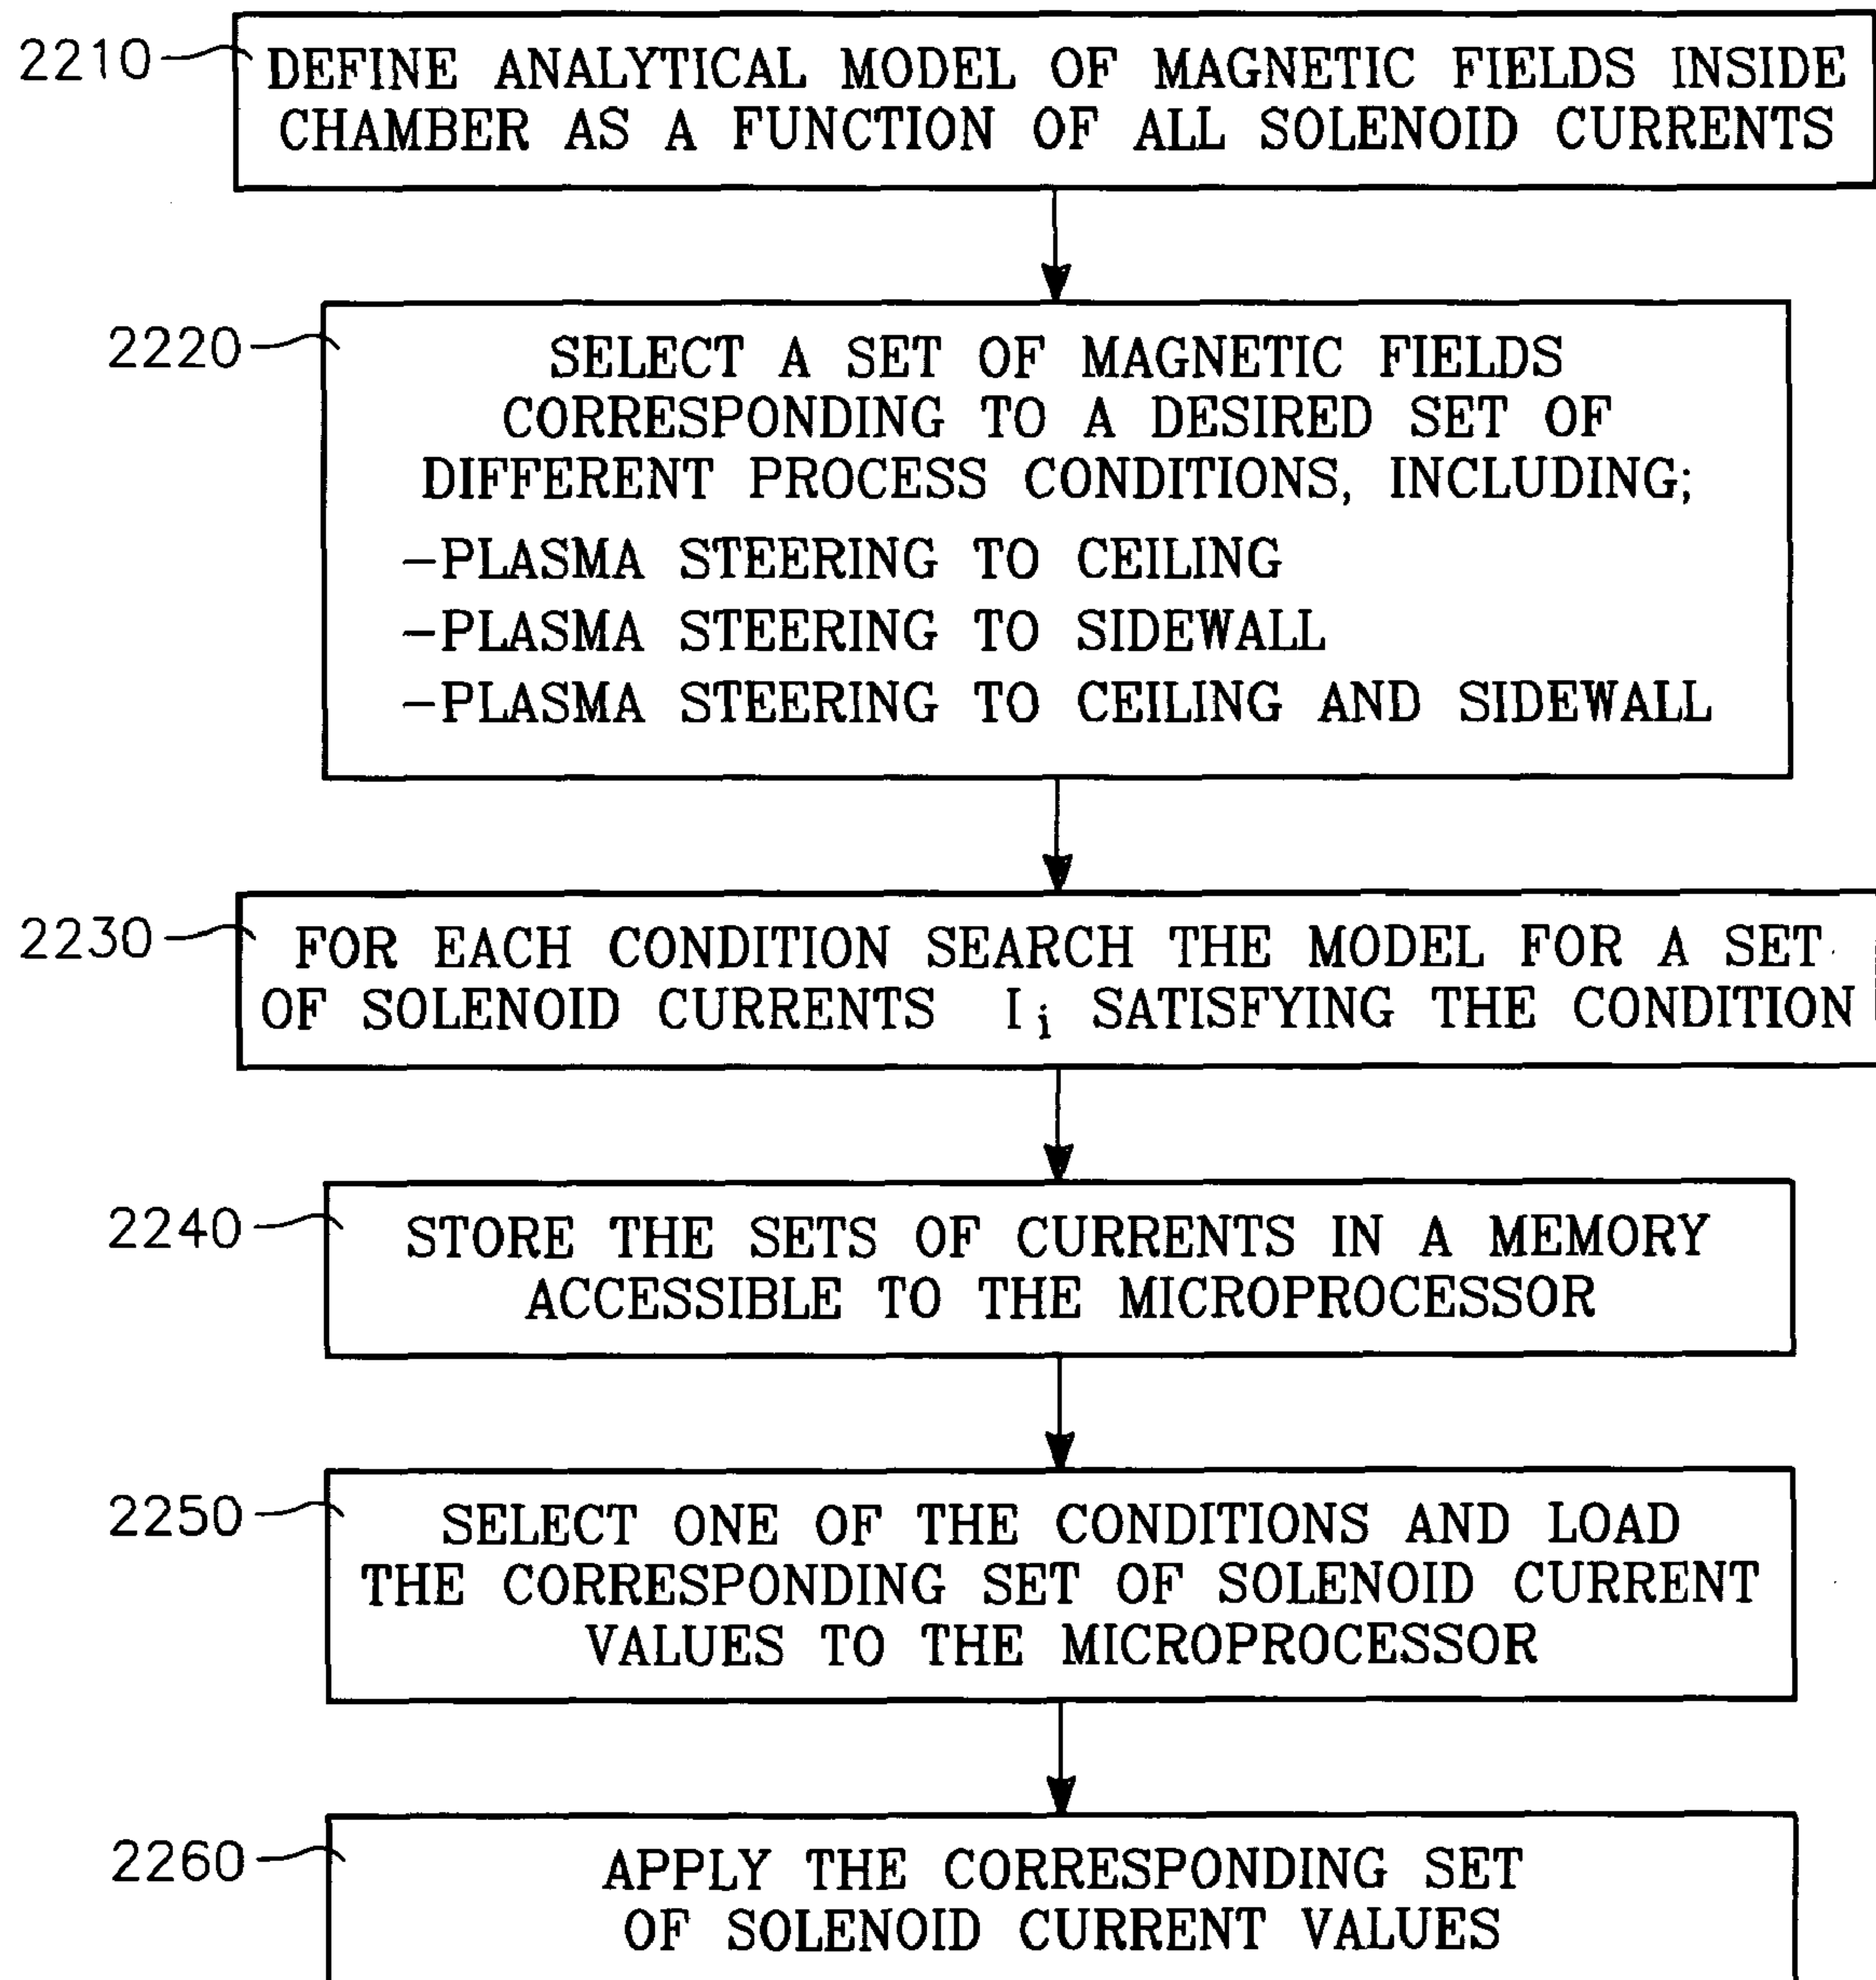 2210
DEFINE ANALYTICAL MODEL OF MAGNETIC FIELDS INSIDE
CHAMBER AS A FUNCTION OF ALL SOLENOID CURRENTS
2220
SELECT A SET OF MAGNETIC FIELDS
CORRESPONDING TO A DESIRED SET OF
DIFFERENT PROCESS CONDITIONS, INCLUDING;
-PLASMA STEERING TO CEILING
-PLASMA STEERING TO SIDEWALL
-PLASMA STEERING TO CEILING AND SIDEWALL
2230
FOR EACH CONDITION SEARCH THE MODEL FOR A SET
OF SOLENOID CURRENTS Ii SATISFYING THE CONDITION
2240
STORE THE SETS OF CURRENTS IN A MEMORY
ACCESSIBLE TO THE MICROPROCESSOR
2250
SELECT ONE OF THE CONDITIONS AND LOAD
THE CORRESPONDING SET OF SOLENOID CURRENT
VALUES TO THE MICROPROCESSOR
2260
APPLY THE CORRESPONDING SET
OF SOLENOID CURRENT VALUES